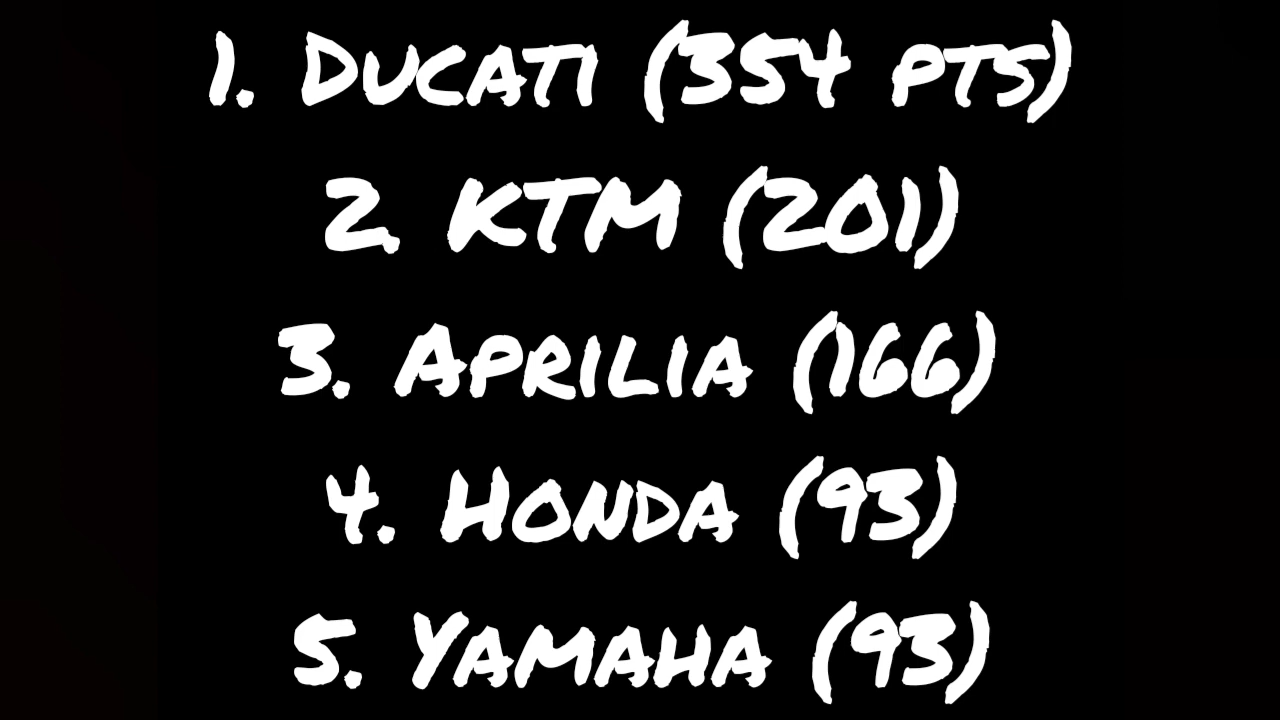 1. Ducati (354 pts)
2. KTM (201)
3. Aprilia (166)
4. Honda (93)
5. Yamaha (93)